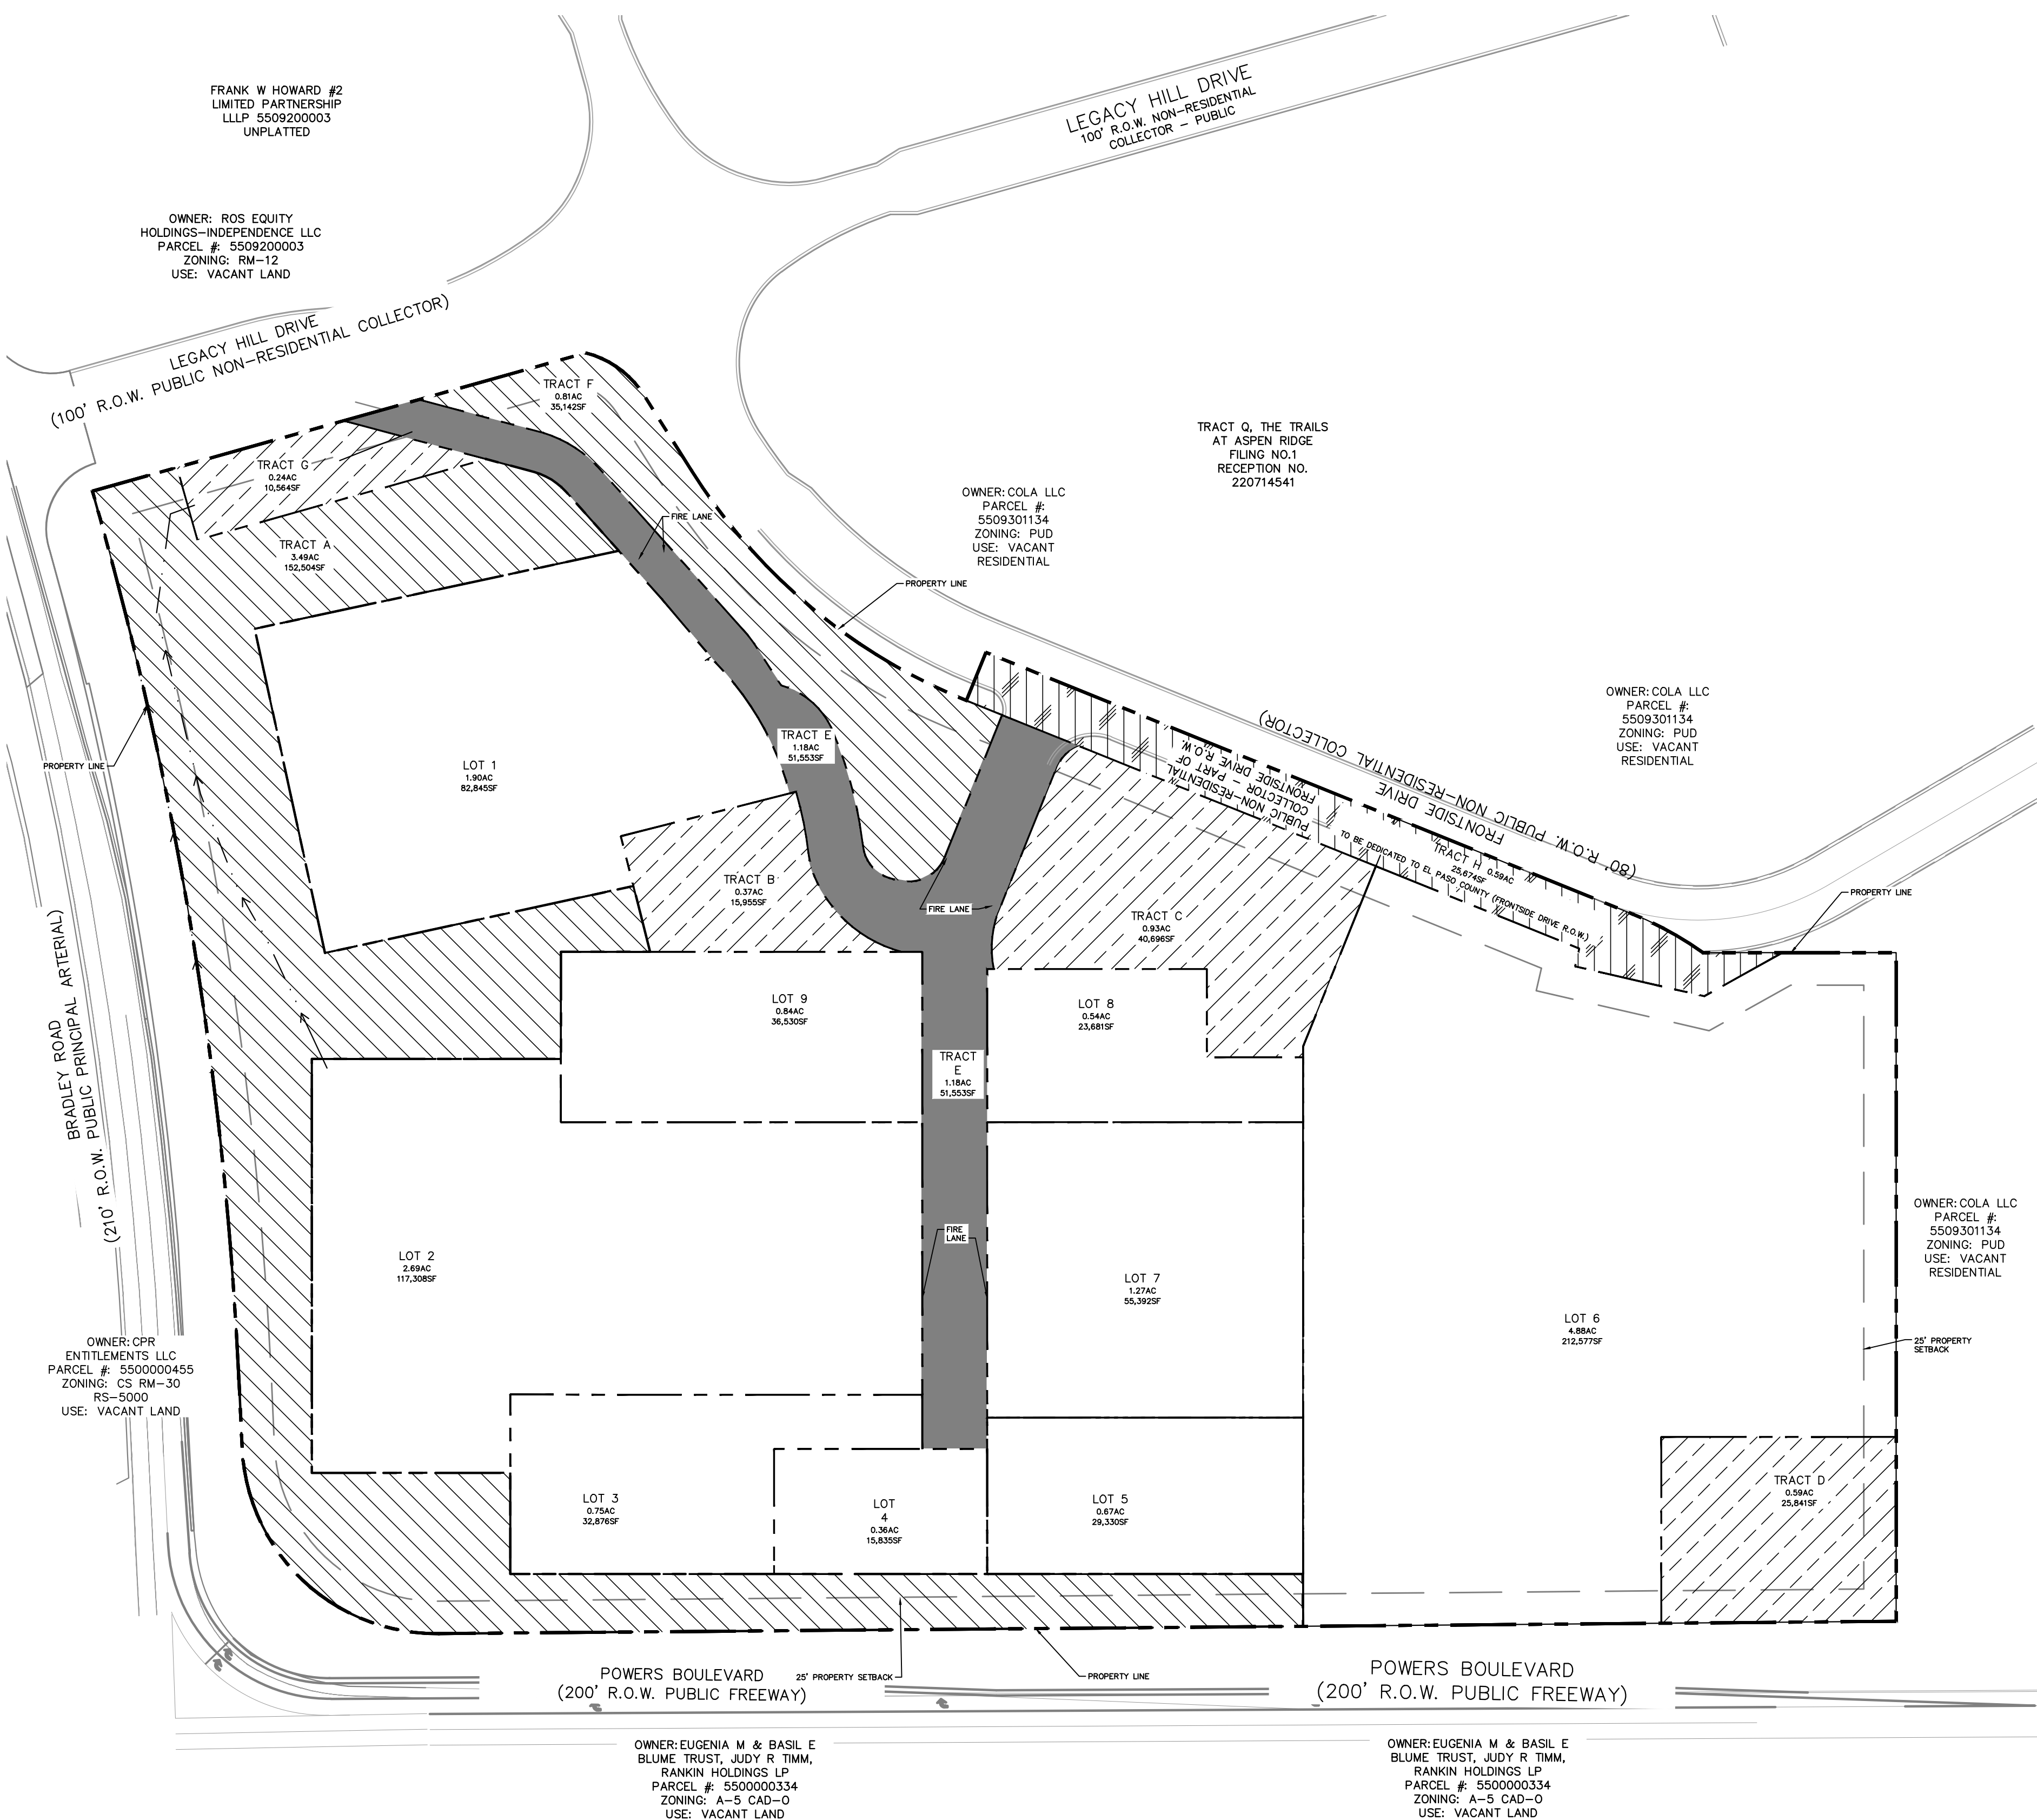 FRANK W HOWARD #2
LIMITED PARTNERSHIP
LLLP 5509200003
UNPLATTED
LEGACY HILL DRIVE
100' R.O.W. NON-RESIDENTIAL
COLLECTOR - PUBLIC
OWNER: ROS EQUITY
HOLDINGS-INDEPENDENCE LLC
PARCEL #: 5509200003
ZONING: RM-12
USE: VACANT LAND
LEGACY HILL DRIVE
(100' R.O.W. PUBLIC NON-RESIDENTIAL COLLECTOR)
TRACT F
0.81AC
35,142SF
TRACT G
0.24AC
10,564SF
TRACT Q, THE TRAILS
AT ASPEN RIDGE
FILING NO.1
RECEPTION NO.
220714541
OWNER: COLA LLC
PARCEL #:
5509301134
ZONING: PUD
USE: VACANT
RESIDENTIAL
FIRE LANE
TRACT A
3.49AC
152,504SF
PROPERTY LINE
OWNER: COLA LLC
PARCEL #:
5509301134
ZONING: PUD
USE: VACANT
RESIDENTIAL
FRONTSIDE DRIVE
(80' R.O.W. PUBLIC NON-RESIDENTIAL COLLECTOR)
PUBLIC NON-RESIDENTIAL
COLLECTOR - PART OF
FRONTSIDE DRIVE R.O.W.
TRACT E
1.18AC
51,553SF
PROPERTY LINE
LOT 1
1.90AC
82,845SF
TRACT H 0.59AC
25,674SF
TO BE DEDICATED TO EL PASO COUNTY (FRONTSIDE DRIVE R.O.W.)
TRACT B
0.37AC
15,955SF
FIRE LANE
TRACT C
0.93AC
40,696SF
PROPERTY LINE
LOT 9
0.84AC
36,530SF
LOT 8
0.54AC
23,681SF
TRACT
E
1.18AC
51,553SF
BRADLEY ROAD
(210' R.O.W. PUBLIC PRINCIPAL ARTERIAL)
FIRE
LANE
OWNER: COLA LLC
PARCEL #:
5509301134
ZONING: PUD
USE: VACANT
RESIDENTIAL
LOT 2
2.69AC
117,308SF
LOT 7
1.27AC
55,392SF
LOT 6
4.88AC
212,577SF
25' PROPERTY
SETBACK
OWNER: CPR
ENTITLEMENTS LLC
PARCEL #: 5500000455
ZONING: CS RM-30
RS-5000
USE: VACANT LAND
LOT 3
0.75AC
32,876SF
LOT
4
0.36AC
15,835SF
LOT 5
0.67AC
29,330SF
TRACT D
0.59AC
25,841SF
POWERS BOULEVARD
(200' R.O.W. PUBLIC FREEWAY)
25' PROPERTY SETBACK
PROPERTY LINE
POWERS BOULEVARD
(200' R.O.W. PUBLIC FREEWAY)
OWNER: EUGENIA M & BASIL E
BLUME TRUST, JUDY R TIMM,
RANKIN HOLDINGS LP
PARCEL #: 5500000334
ZONING: A-5 CAD-O
USE: VACANT LAND
OWNER: EUGENIA M & BASIL E
BLUME TRUST, JUDY R TIMM,
RANKIN HOLDINGS LP
PARCEL #: 5500000334
ZONING: A-5 CAD-O
USE: VACANT LAND